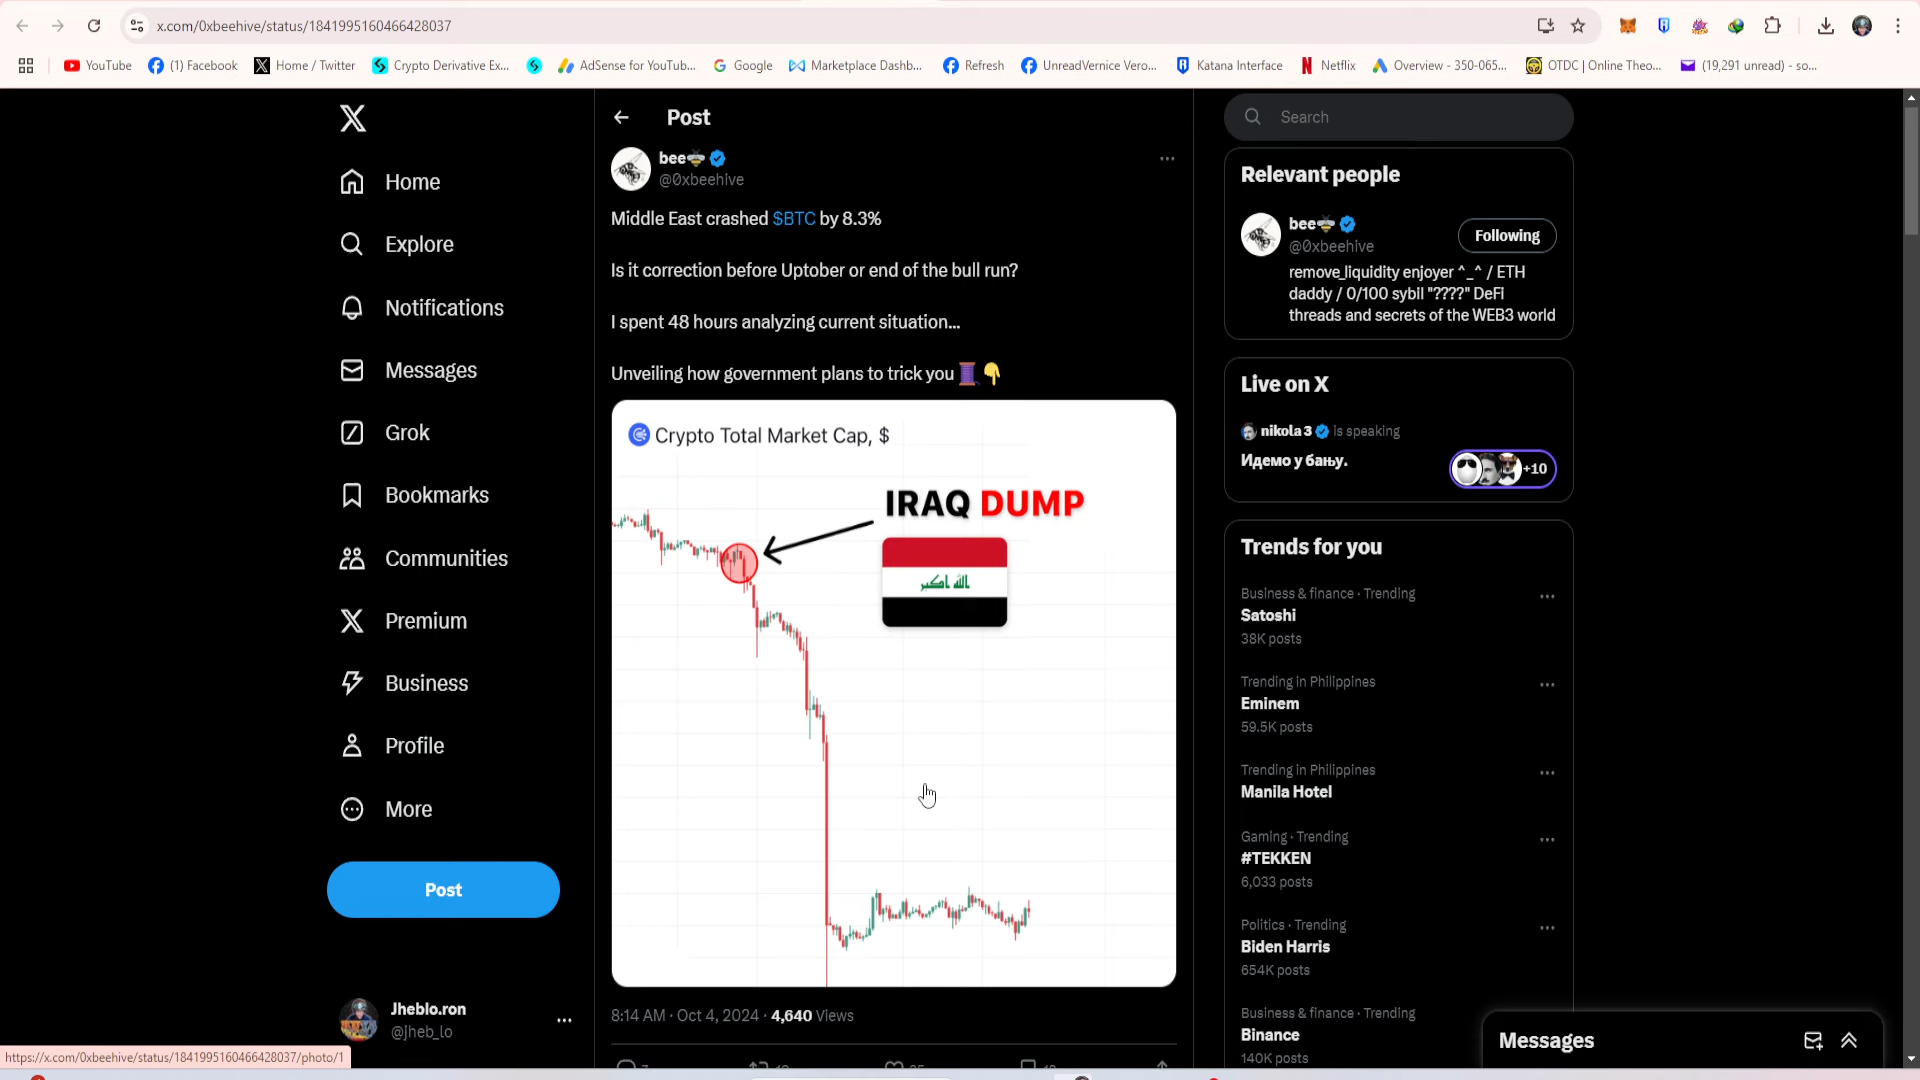 x.com/0xbeehive/status/1841995160466428037
YouTube
(1) Facebook
Home / Twitter
Crypto Derivative Ex...
AdSense for YouTub...
Google
Marketplace Dashb...
Refresh
UnreadVernice Vero...
Katana Interface
Netflix
Overview - 350-065...
OTDC | Online Theo...
(19,291 unread) - so...
Home
Explore
Notifications
Messages
Grok
Bookmarks
Communities
Premium
Business
Profile
More
Post
Jheblo.ron
@jheb_lo
https://x.com/0xbeehive/status/1841995160466428037/photo/1
Post
bee🐝
@0xbeehive
Middle East crashed $BTC by 8.3%
Is it correction before Uptober or end of the bull run?
I spent 48 hours analyzing current situation...
Unveiling how government plans to trick you 🧵👇
Crypto Total Market Cap, $
IRAQ DUMP
الله اكبر
8:14 AM · Oct 4, 2024 · 4,640 Views
Search
Relevant people
bee🐝
@0xbeehive
Following
remove_liquidity enjoyer ^_^ / ETH
daddy / 0/100 sybil "????" DeFi
threads and secrets of the WEB3 world
Live on X
nikola 3 is speaking
Идемо у бању.
+10
Trends for you
Business & finance · Trending
Satoshi
38K posts
Trending in Philippines
Eminem
59.5K posts
Trending in Philippines
Manila Hotel
Gaming · Trending
#TEKKEN
6,033 posts
Politics · Trending
Biden Harris
654K posts
Business & finance · Trending
Binance
140K posts
Messages